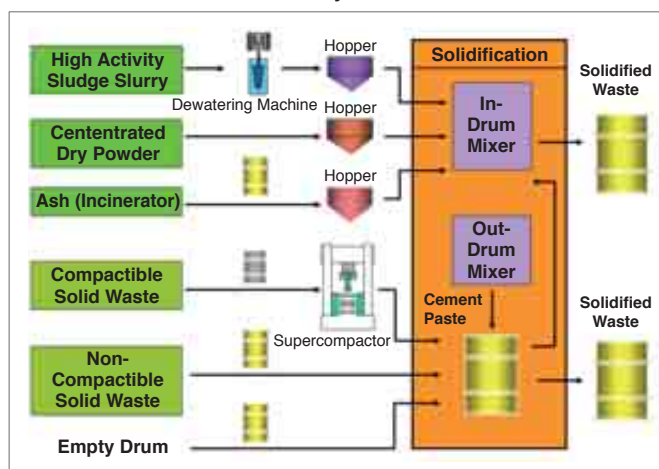 High Activity
Sludge Slurry
Dewatering Machine
Hopper
Solidification
Solidified
Waste
In-
Drum
Mixer
Cententrated
Dry Powder
Hopper
Ash (Incinerator)
Hopper
Out-
Drum
Mixer
Compactible
Solid Waste
Supercompactor
Cement
Paste
Solidified
Waste
Non-
Compactible
Solid Waste
Empty Drum